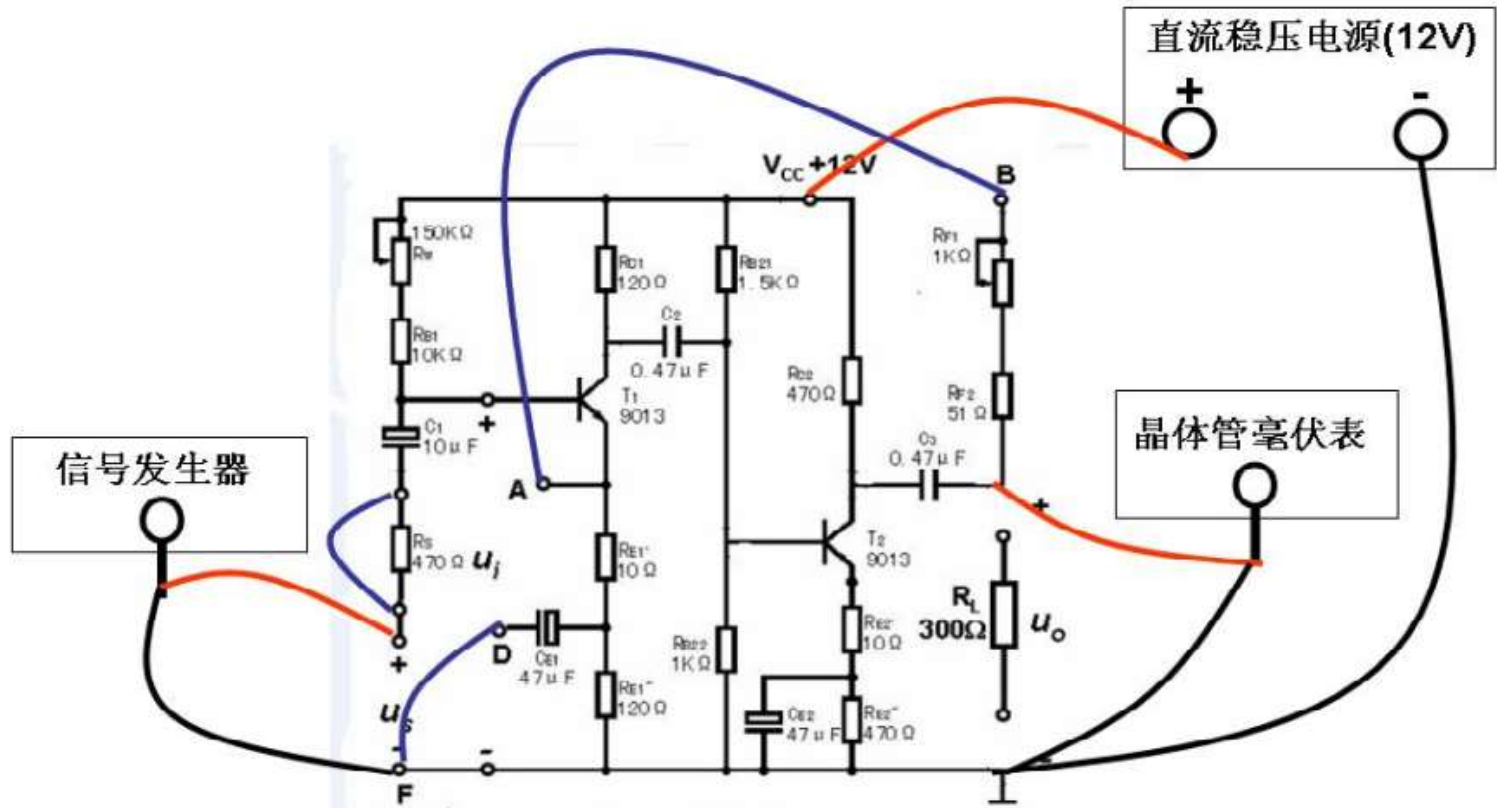 直流稳压电源(12V)
+ -
VCC +12V
B
150KΩ
RW
RC1
120Ω
RB21
1.5KΩ
RF1
1KΩ
RB1
10KΩ
C2
0.47μF
T1
9013
RC2
470Ω
RF2
51Ω
+
C1
10μF
信号发生器
晶体管毫伏表
C3
0.47μF
A
+
RS
470Ω
ui
RE1'
10Ω
T2
9013
RL
300Ω
uo
+
D
CE1
47μF
RB22
1KΩ
RE2'
10Ω
us
RE1"
120Ω
CE2
47μF
RE2"
470Ω
- - -
F